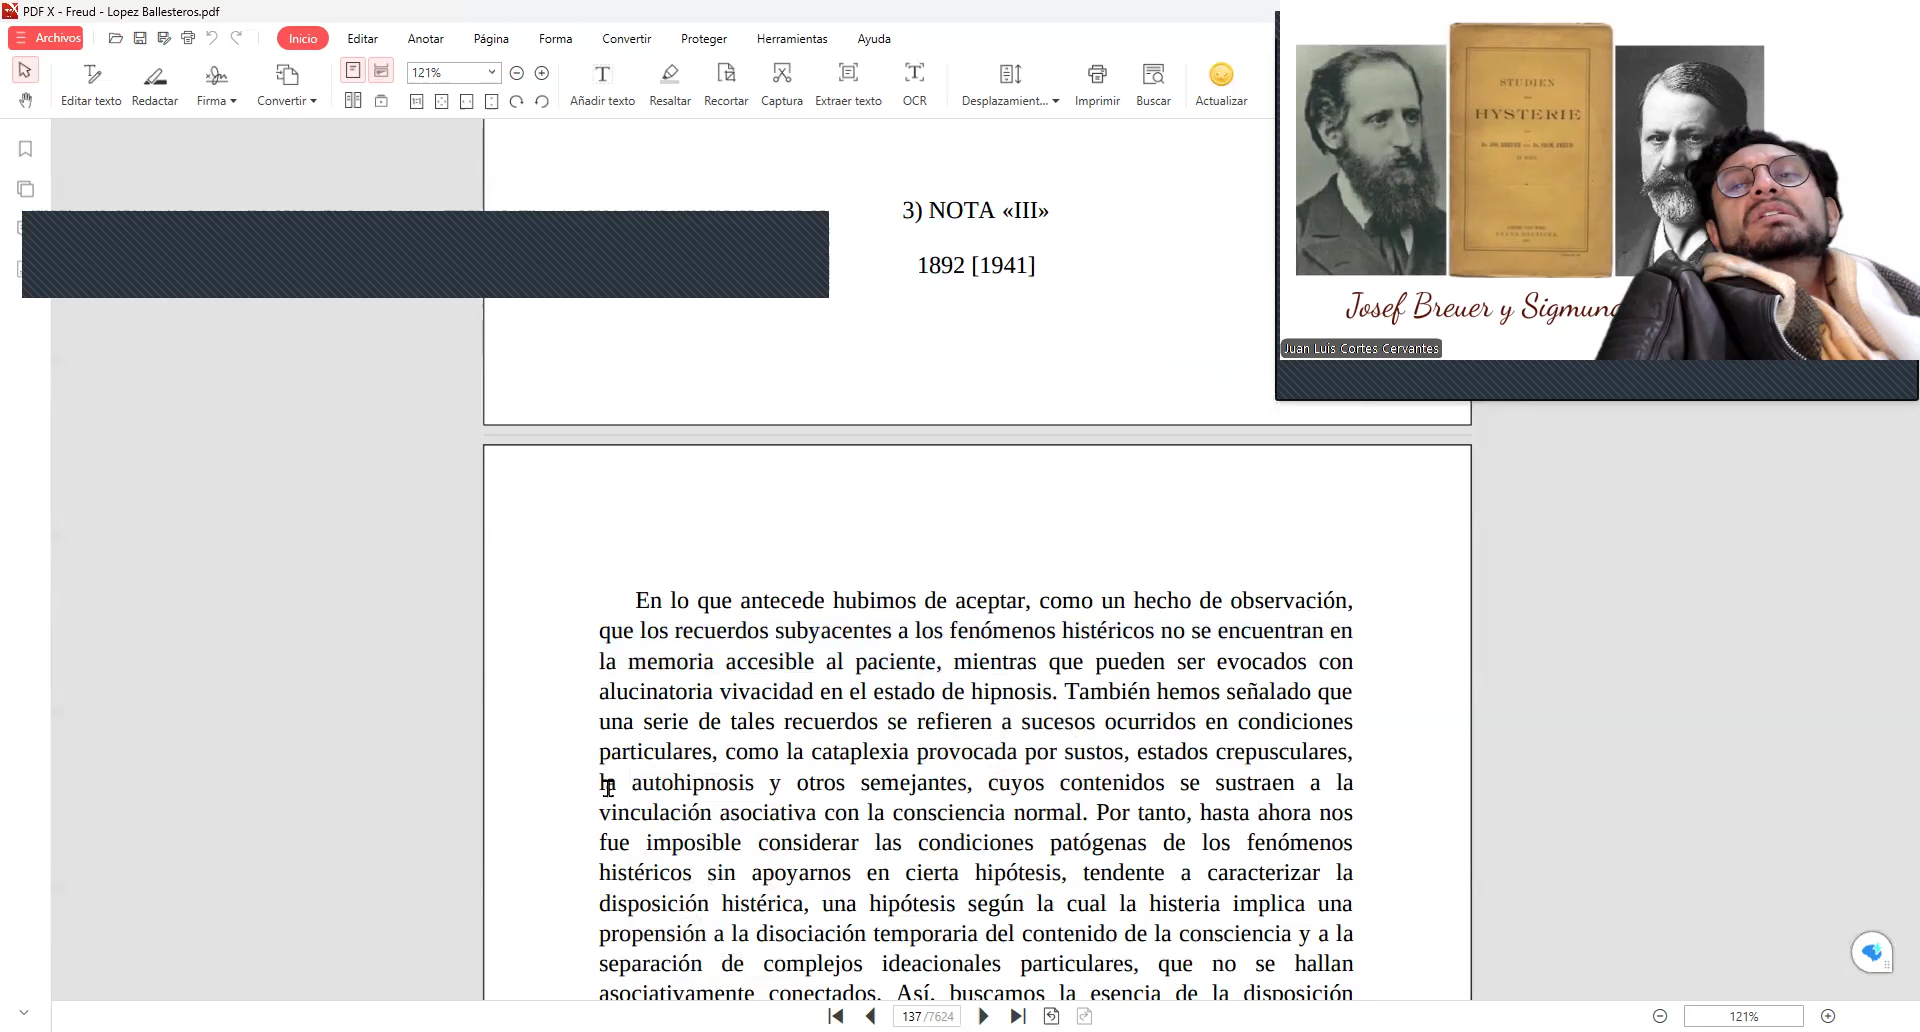 PDF X - Freud - Lopez Ballesteros.pdf
Archivos
Inicio
Editar
Anotar
Página
Forma
Convertir
Proteger
Herramientas
Ayuda
121%
Editar texto
Redactar
Firma
Convertir
Añadir texto
Resaltar
Recortar
Captura
Extraer texto
OCR
Desplazamient...
Imprimir
Buscar
Actualizar
STUDIEN
HYSTERIE
Josef Breuer y Sigmund
Juan Luis Cortes Cervantes
3) NOTA «III»
1892 [1941]
En lo que antecede hubimos de aceptar, como un hecho de observación,
que los recuerdos subyacentes a los fenómenos histéricos no se encuentran en
la memoria accesible al paciente, mientras que pueden ser evocados con
alucinatoria vivacidad en el estado de hipnosis. También hemos señalado que
una serie de tales recuerdos se refieren a sucesos ocurridos en condiciones
particulares, como la cataplexia provocada por sustos, estados crepusculares,
la autohipnosis y otros semejantes, cuyos contenidos se sustraen a la
vinculación asociativa con la consciencia normal. Por tanto, hasta ahora nos
fue imposible considerar las condiciones patógenas de los fenómenos
histéricos sin apoyarnos en cierta hipótesis, tendente a caracterizar la
disposición histérica, una hipótesis según la cual la histeria implica una
propensión a la disociación temporaria del contenido de la consciencia y a la
separación de complejos ideacionales particulares, que no se hallan
asociativamente conectados. Así, buscamos la esencia de la disposición
137 /7624
121%